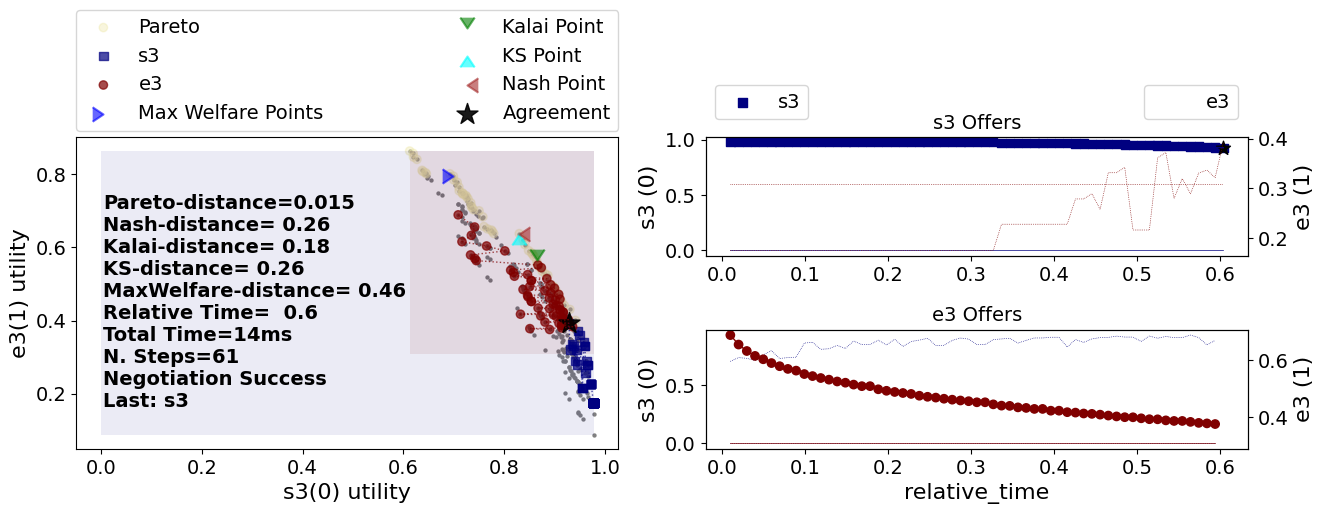 Pareto
s3
e3
Max Welfare Points
Kalai Point
KS Point
Nash Point
Agreement
0.8
0.6
0.4
0.2
e3(1) utility
Pareto-distance=0.015
Nash-distance= 0.26
Kalai-distance= 0.18
KS-distance= 0.26
MaxWelfare-distance= 0.46
Relative Time=  0.6
Total Time=14ms
N. Steps=61
Negotiation Success
Last: s3
0.0 0.2 0.4 0.6 0.8 1.0
s3(0) utility
s3
e3
s3 Offers
1.0
0.5
0.0
s3 (0)
0.4
0.3
0.2
e3 (1)
0.0 0.1 0.2 0.3 0.4 0.5 0.6
e3 Offers
0.5
0.0
s3 (0)
0.6
0.4
e3 (1)
0.0 0.1 0.2 0.3 0.4 0.5 0.6
relative_time